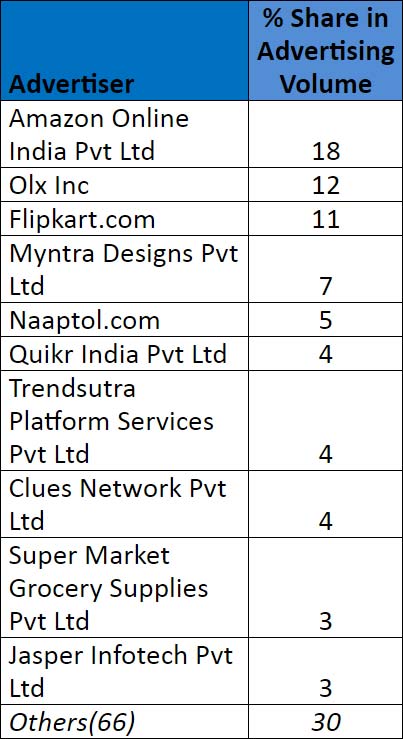 Advertiser
% Share in
Advertising
Volume
Amazon Online
India Pvt Ltd
18
Olx Inc
12
Flipkart.com
11
Myntra Designs Pvt
Ltd
7
Naaptol.com
5
Quikr India Pvt Ltd
4
Trendsutra
Platform Services
Pvt Ltd
4
Clues Network Pvt
Ltd
4
Super Market
Grocery Supplies
Pvt Ltd
3
Jasper Infotech Pvt
Ltd
3
Others(66)
30